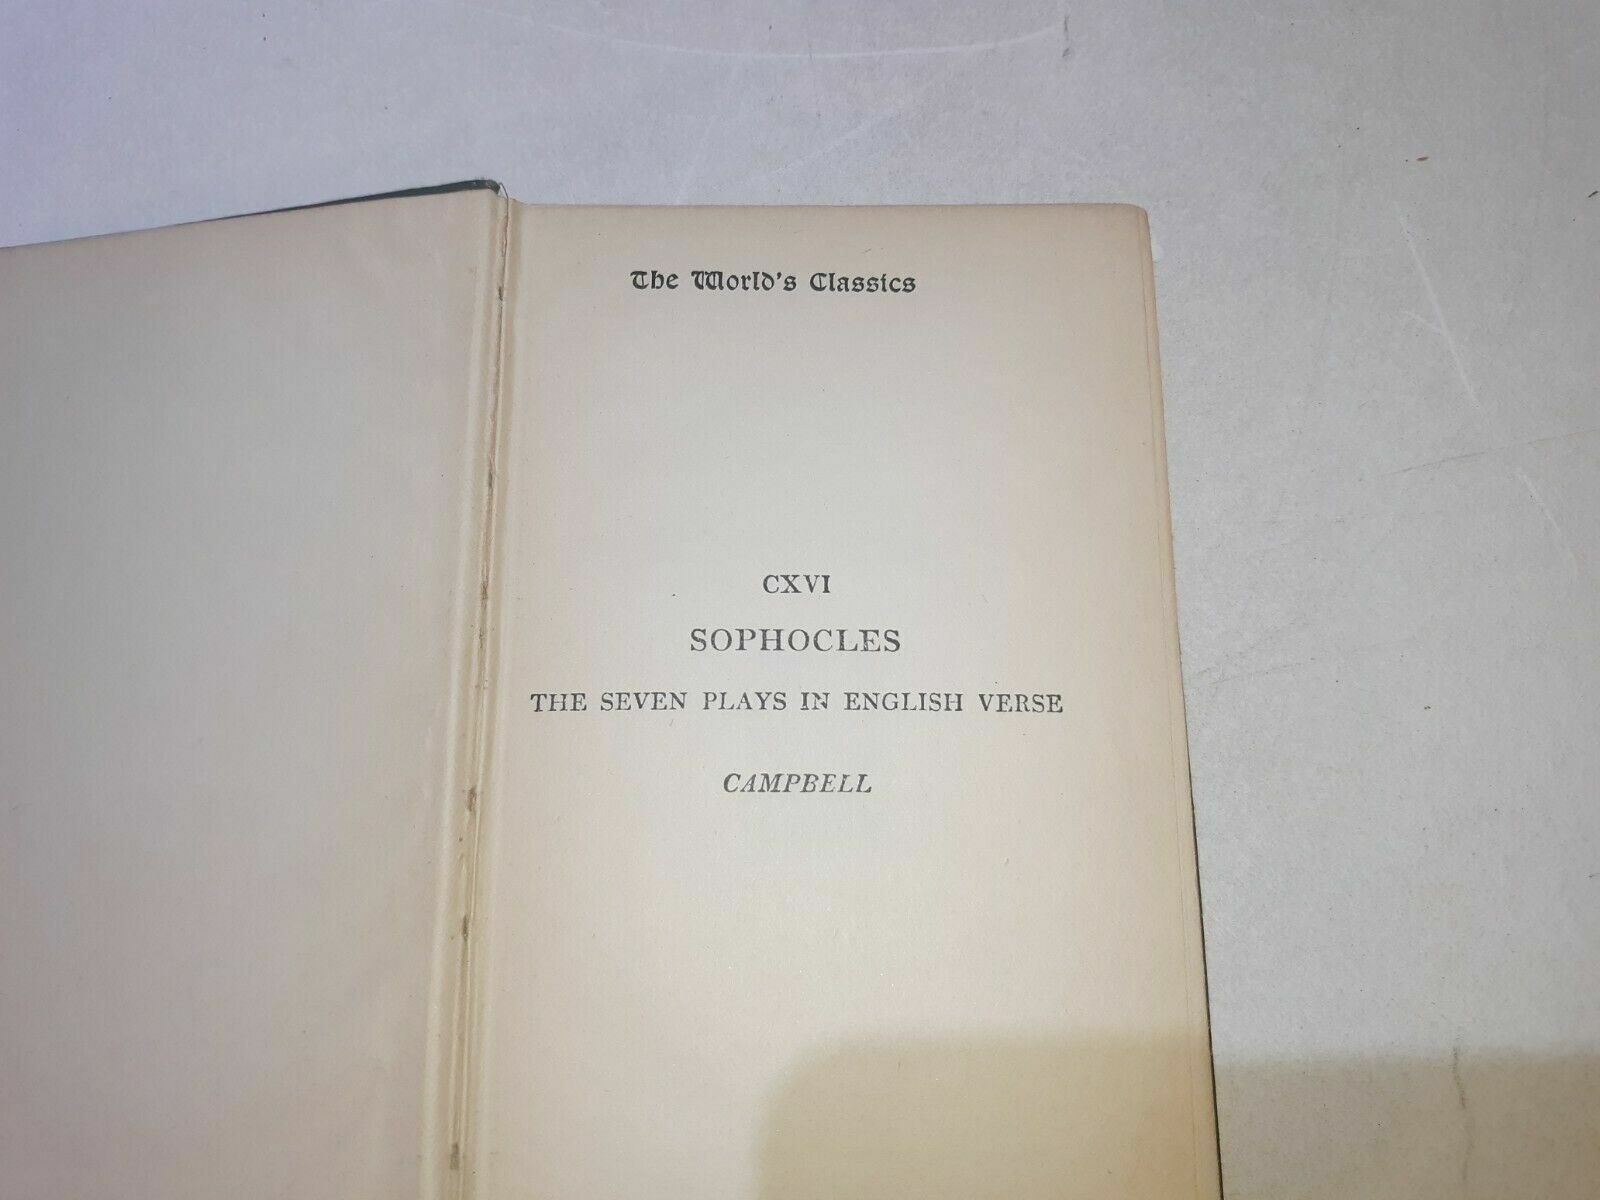 The World's Classics
CXVI
SOPHOCLES
THE SEVEN PLAYS IN ENGLISH VERSE
CAMPBELL